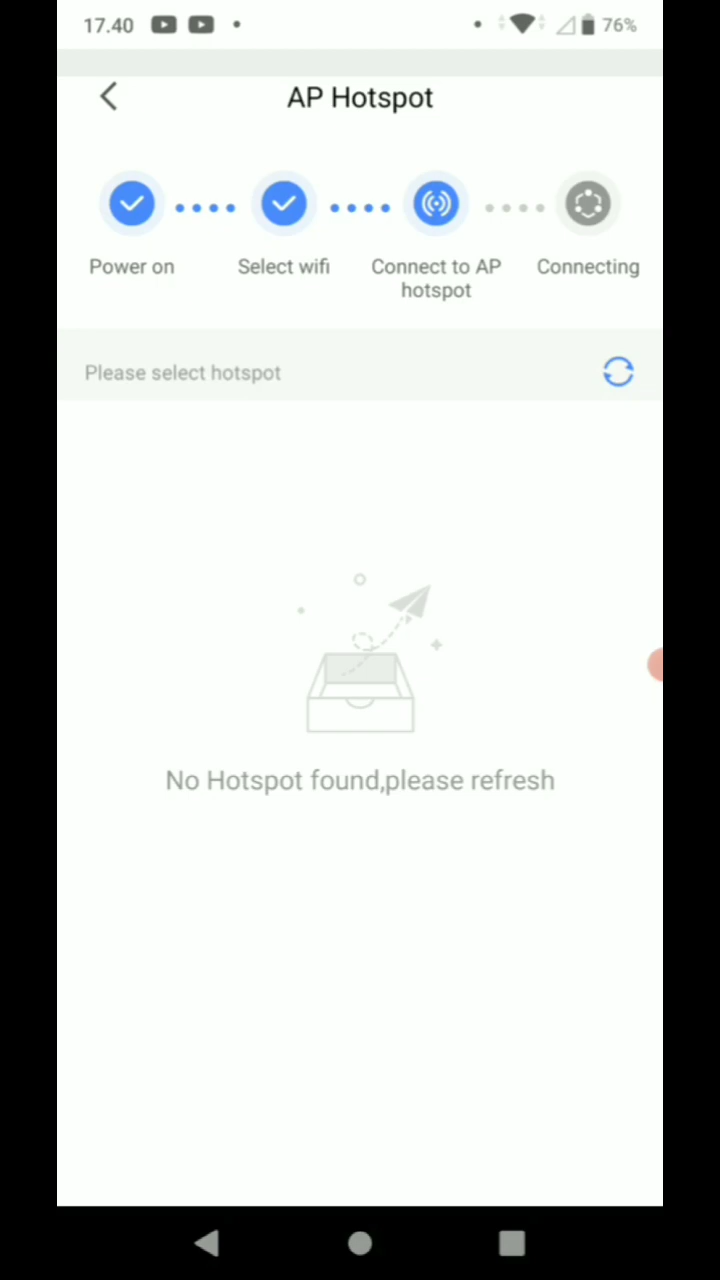 17.40 76%
AP Hotspot
Power on Select wifi Connect to AP hotspot Connecting
Please select hotspot
No Hotspot found,please refresh